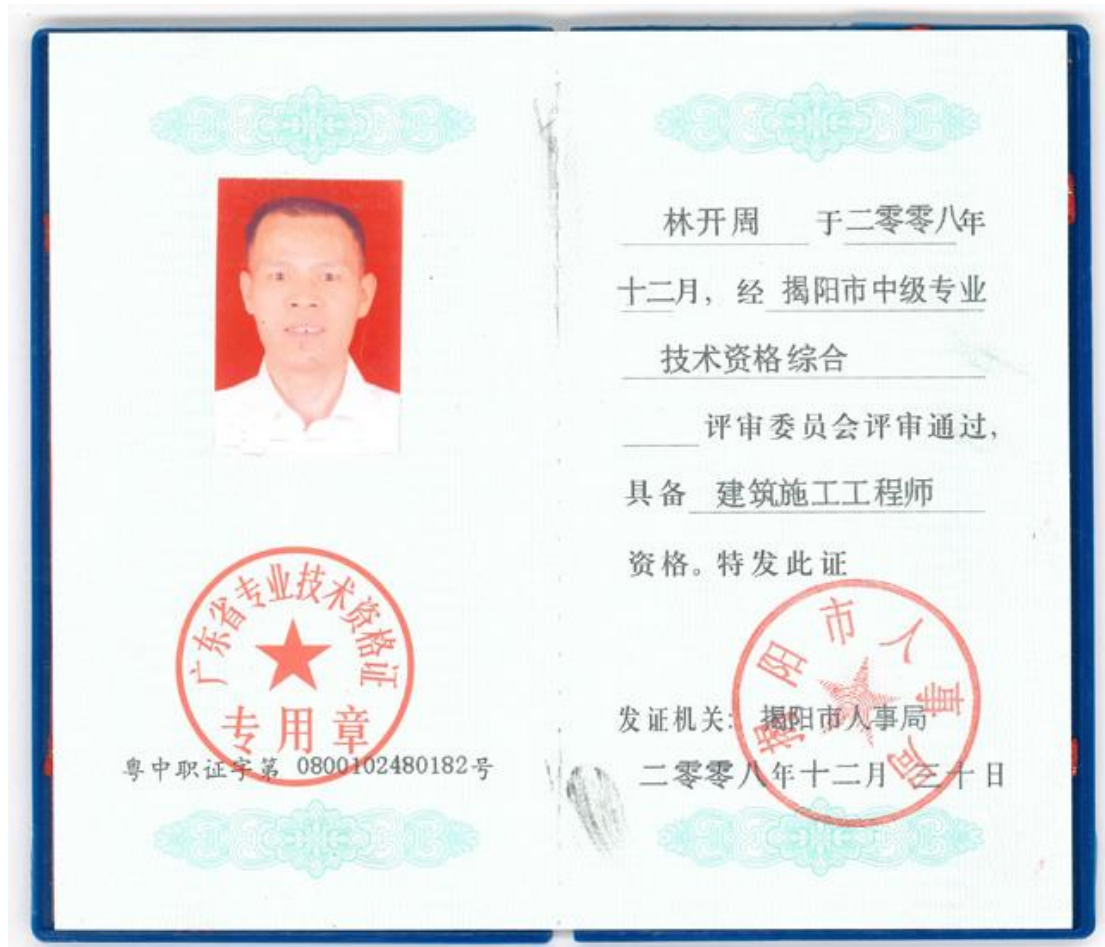 广东省专业技术资格证
专用章
粤中职证字第 0800102480182号
林开周 于二零零八年
十二月，经 揭阳市中级专业
技术资格综合
评审委员会评审通过，
具备 建筑施工工程师
资格。特发此证
揭阳市人事局
发证机关：揭阳市人事局
二零零八年十二月 三十日